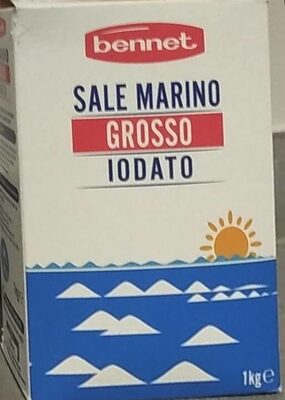 bennet
SALE MARINO
GROSSO
IODATO
1kg℮